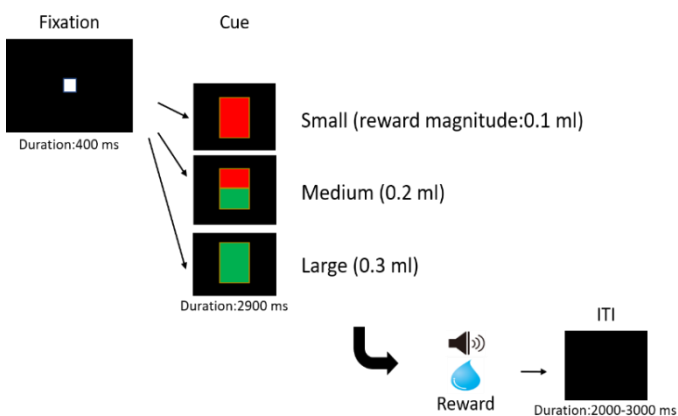 Fixation
Cue
Duration:400 ms
Small (reward magnitude:0.1 ml)
Medium (0.2 ml)
Large (0.3 ml)
Duration:2900 ms
ITI
Reward
Duration:2000-3000 ms